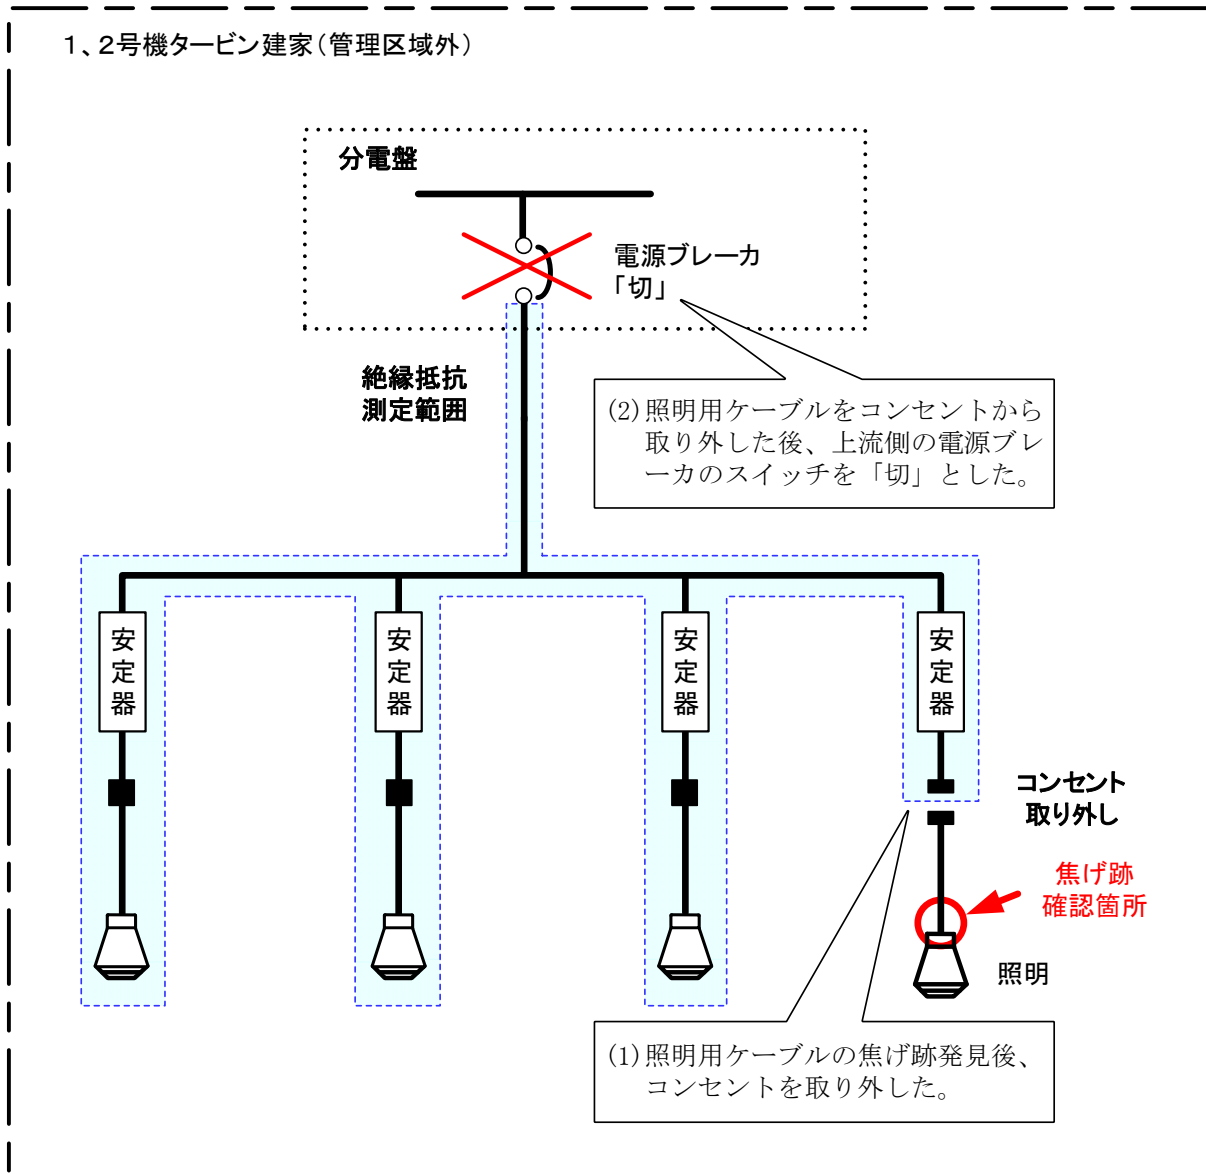 1、2号機タービン建家(管理区域外)
分電盤
電源ブレーカ
「切」
絶縁抵抗
測定範囲
(2)照明用ケーブルをコンセントから
取り外した後、上流側の電源ブレ
ーカのスイッチを「切」とした。
安定器
安定器
安定器
安定器
コンセント
取り外し
焦げ跡
確認箇所
照明
(1)照明用ケーブルの焦げ跡発見後、
コンセントを取り外した。